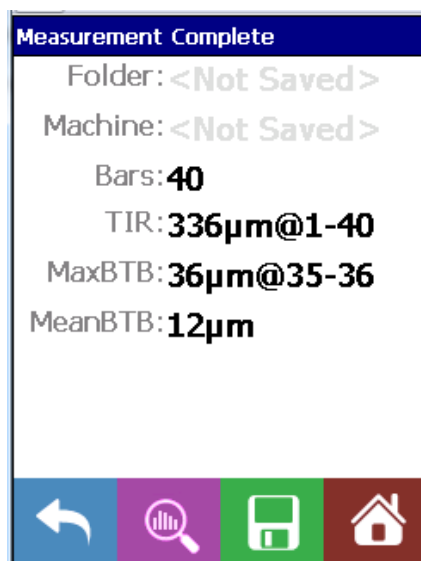 Measurement Complete
Folder: <Not Saved>
Machine: <Not Saved>
Bars: 40
TIR: 336µm@1-40
MaxBTB: 36µm@35-36
MeanBTB: 12µm